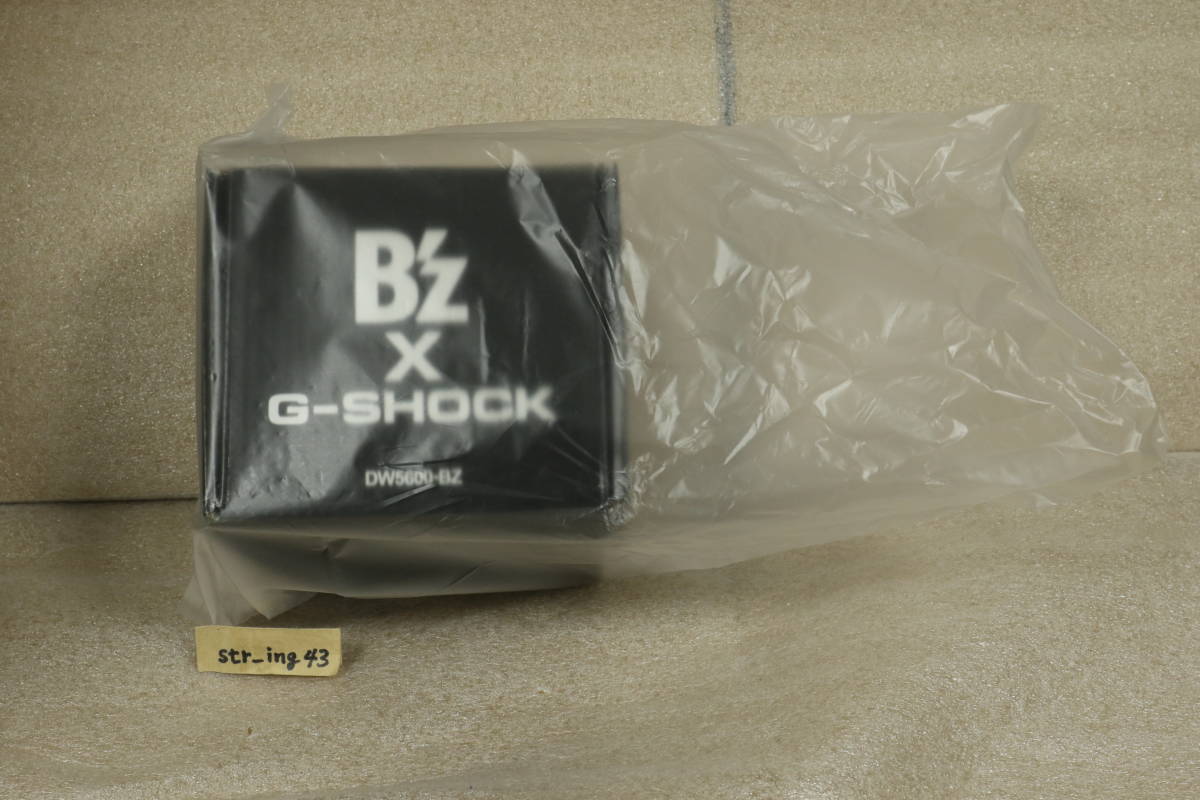 B'z
X
G-SHOCK
DW5600-BZ
str_ing43